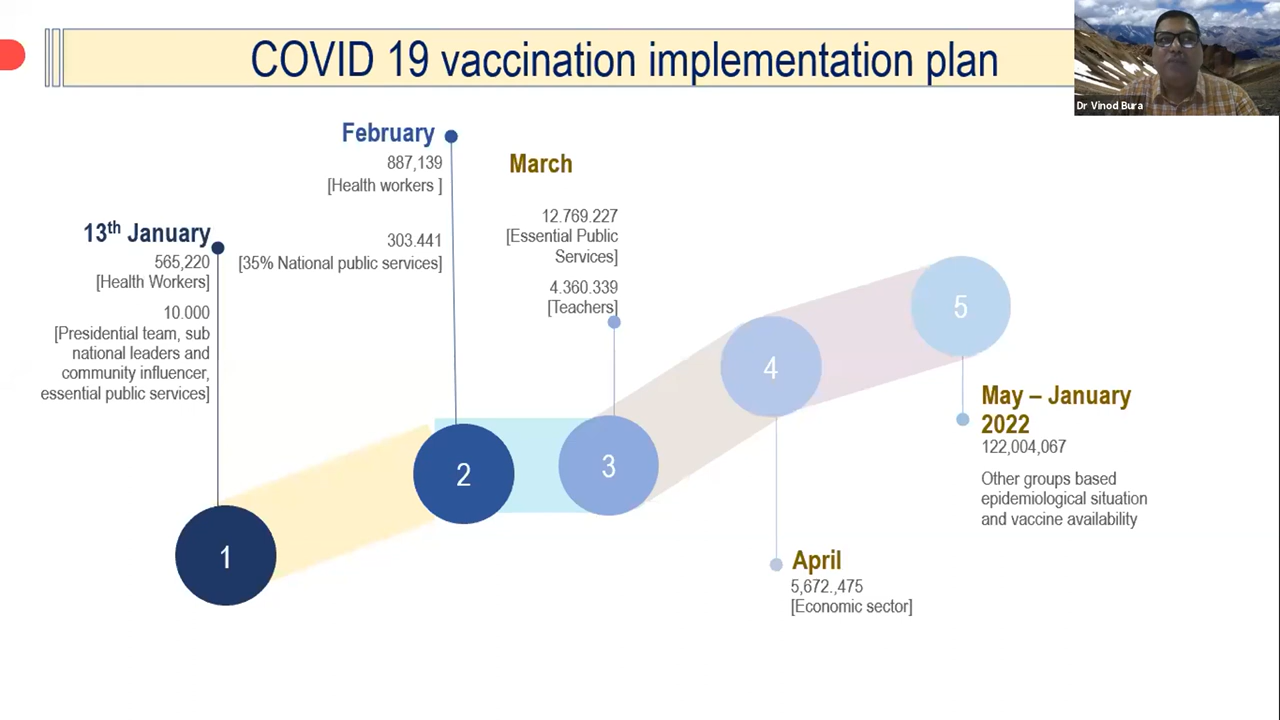 COVID 19 vaccination implementation plan
Dr Vinod Bura
13th January
565,220
[Health Workers]
10.000
[Presidential team, sub
national leaders and
community influencer,
essential public services]
February
887,139
[Health workers ]
303.441
[35% National public services]
March
12.769.227
[Essential Public
Services]
4.360.339
[Teachers]
1
2
3
4
5
April
5,672.,475
[Economic sector]
May – January
2022
122,004,067
Other groups based
epidemiological situation
and vaccine availability